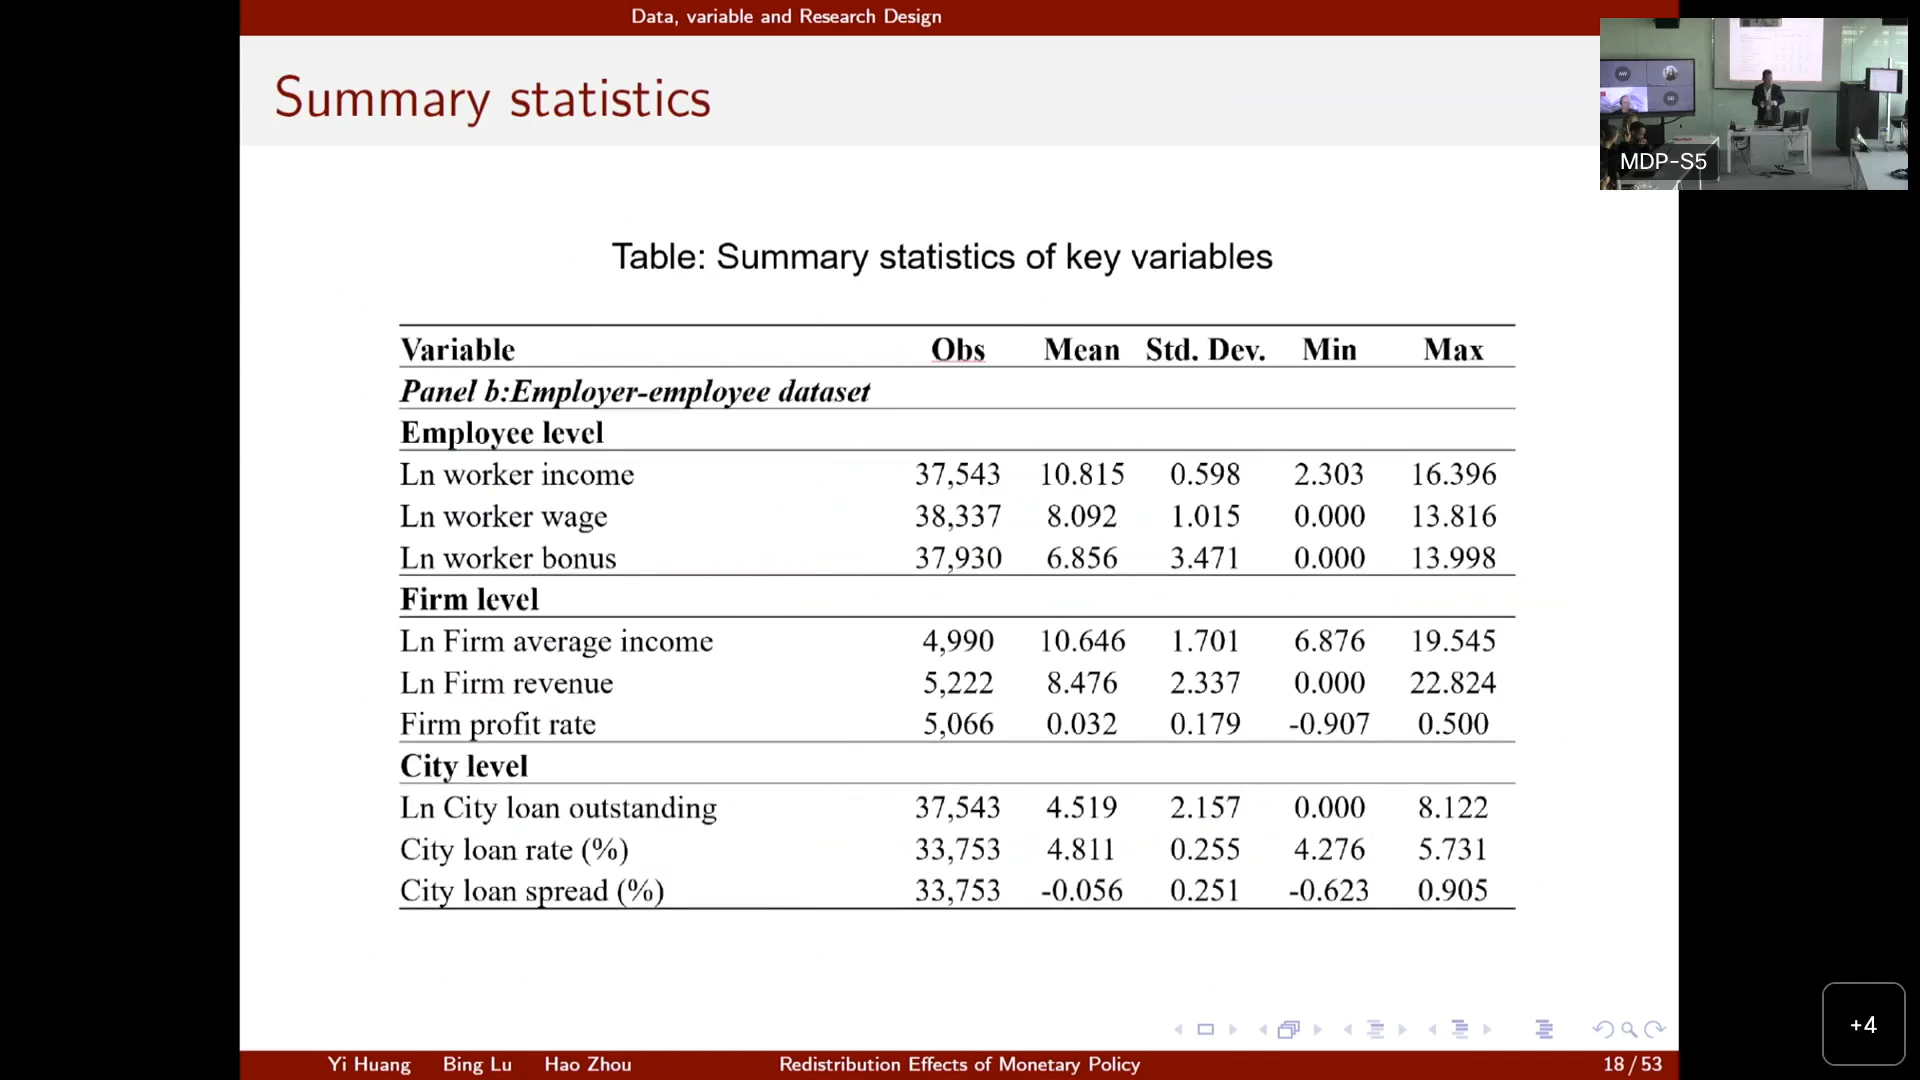 Data, variable and Research Design
Summary statistics
MDP-S5
Table: Summary statistics of key variables
Variable Obs Mean Std. Dev. Min Max
Panel b:Employer-employee dataset
Employee level
Ln worker income 37,543 10.815 0.598 2.303 16.396
Ln worker wage 38,337 8.092 1.015 0.000 13.816
Ln worker bonus 37,930 6.856 3.471 0.000 13.998
Firm level
Ln Firm average income 4,990 10.646 1.701 6.876 19.545
Ln Firm revenue 5,222 8.476 2.337 0.000 22.824
Firm profit rate 5,066 0.032 0.179 -0.907 0.500
City level
Ln City loan outstanding 37,543 4.519 2.157 0.000 8.122
City loan rate (%) 33,753 4.811 0.255 4.276 5.731
City loan spread (%) 33,753 -0.056 0.251 -0.623 0.905
+4
Yi Huang Bing Lu Hao Zhou Redistribution Effects of Monetary Policy 18 / 53